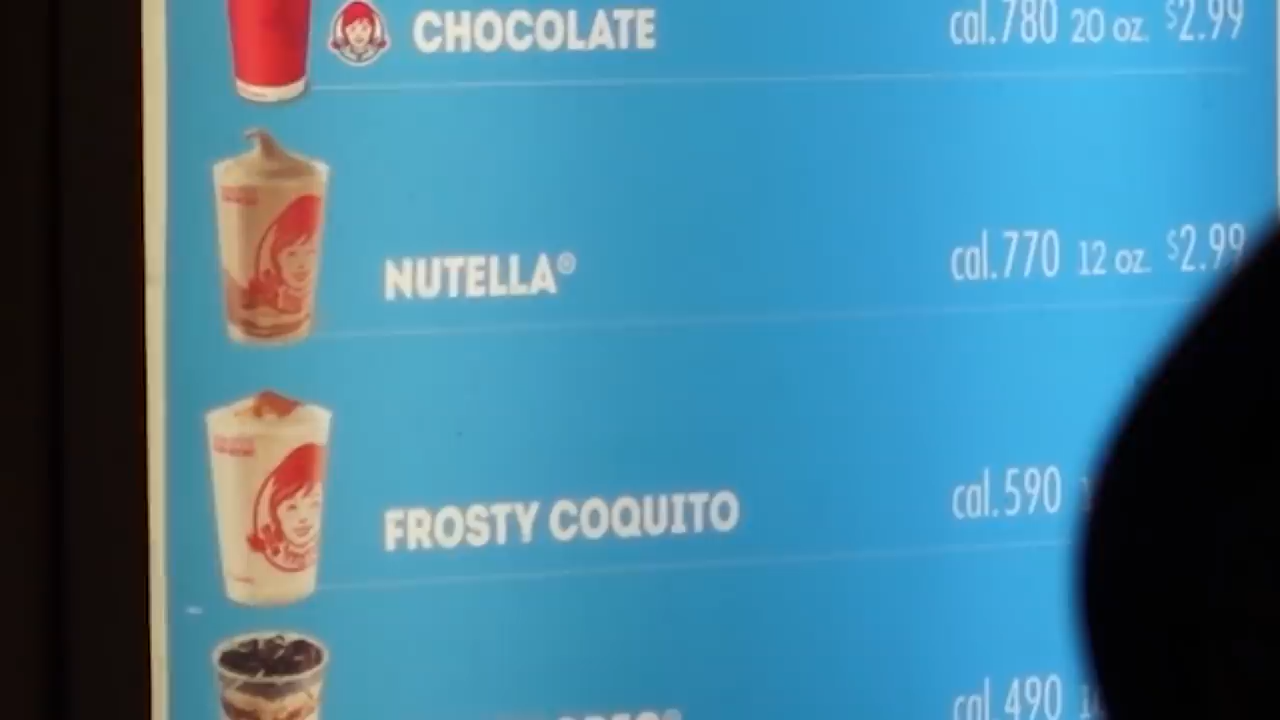 CHOCOLATE cal.780 20 oz. $2.99
NUTELLA® cal.770 12 oz. $2.99
FROSTY COQUITO cal.590
cal.490